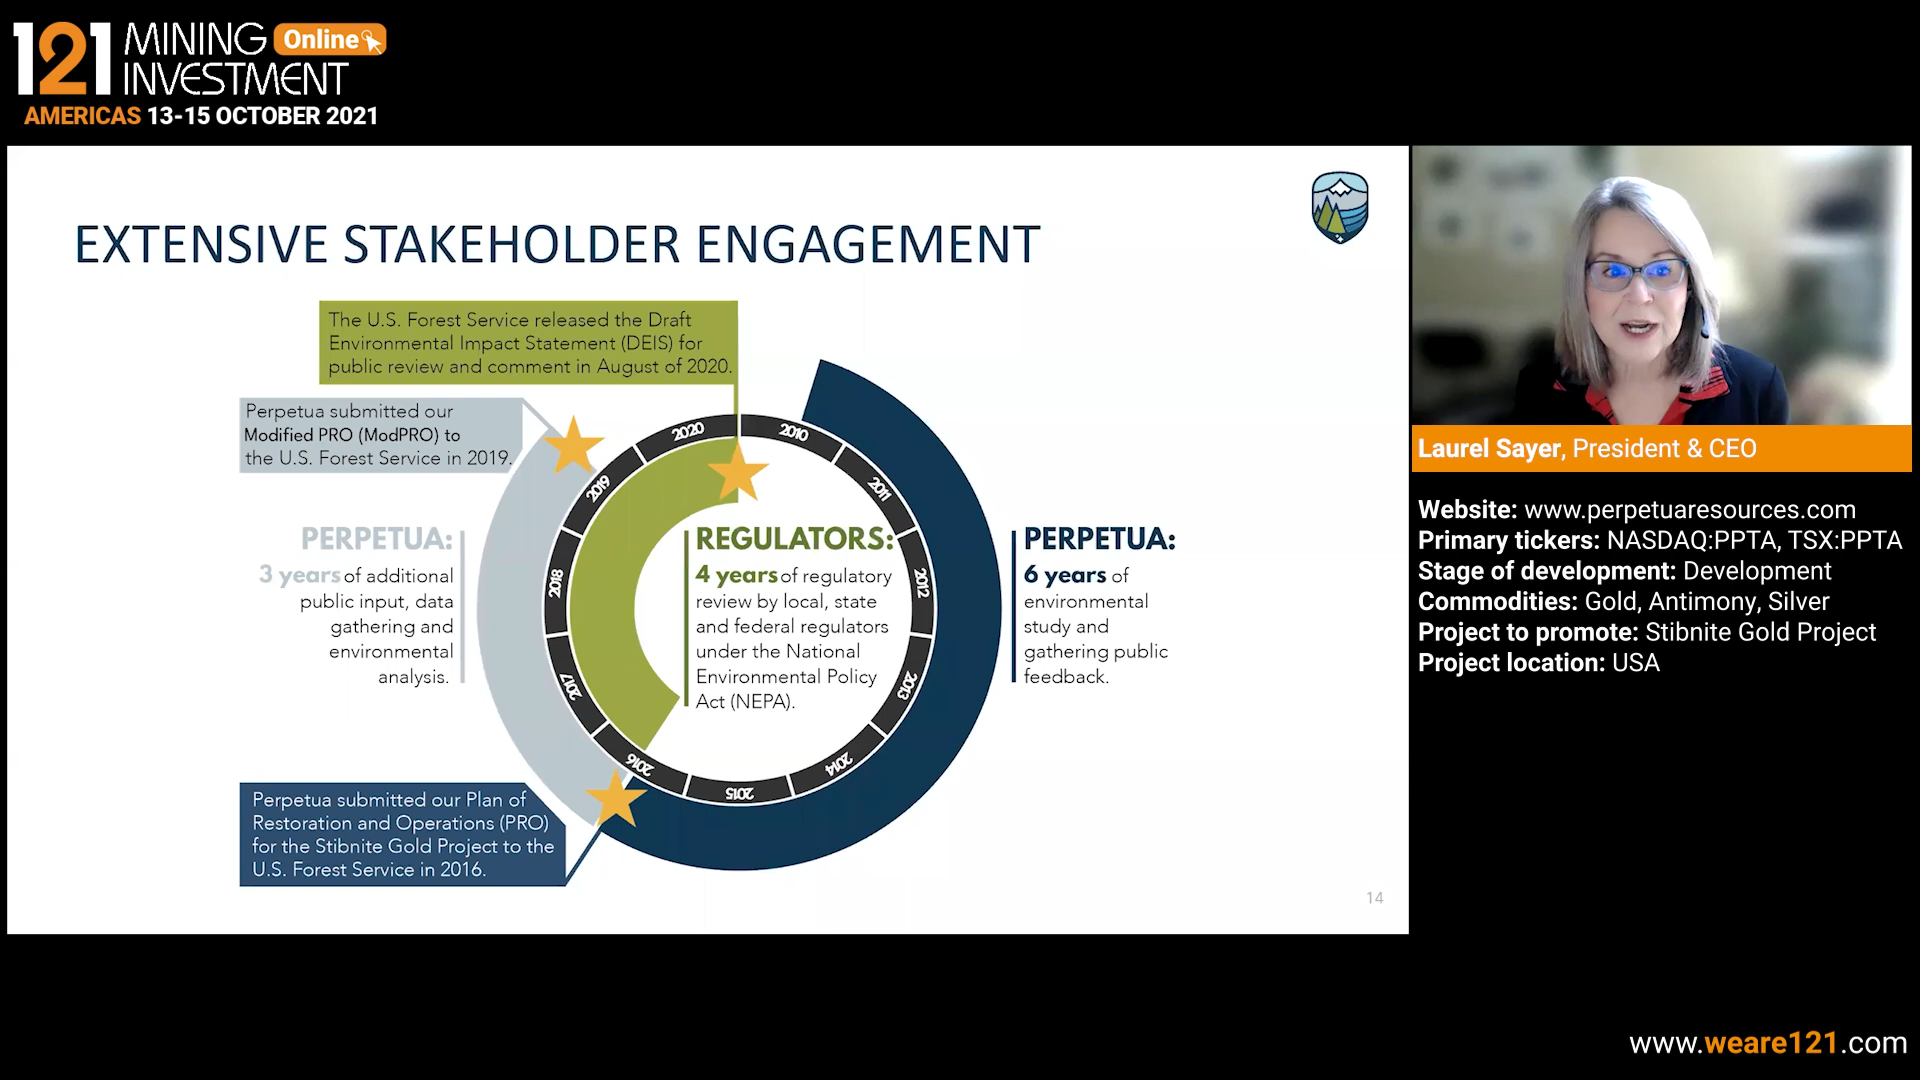 121 MINING Online
INVESTMENT
AMERICAS 13-15 OCTOBER 2021
EXTENSIVE STAKEHOLDER ENGAGEMENT
The U.S. Forest Service released the Draft
Environmental Impact Statement (DEIS) for
public review and comment in August of 2020.
Perpetua submitted our
Modified PRO (ModPRO) to
the U.S. Forest Service in 2019.
2010
2011
2012
2013
2014
2015
2016
2017
2018
2019
2020
PERPETUA:
3 years of additional
public input, data
gathering and
environmental
analysis.
REGULATORS:
4 years of regulatory
review by local, state
and federal regulators
under the National
Environmental Policy
Act (NEPA).
PERPETUA:
6 years of
environmental
study and
gathering public
feedback.
Perpetua submitted our Plan of
Restoration and Operations (PRO)
for the Stibnite Gold Project to the
U.S. Forest Service in 2016.
14
Laurel Sayer, President & CEO
Website: www.perpetuaresources.com
Primary tickers: NASDAQ:PPTA, TSX:PPTA
Stage of development: Development
Commodities: Gold, Antimony, Silver
Project to promote: Stibnite Gold Project
Project location: USA
www.weare121.com